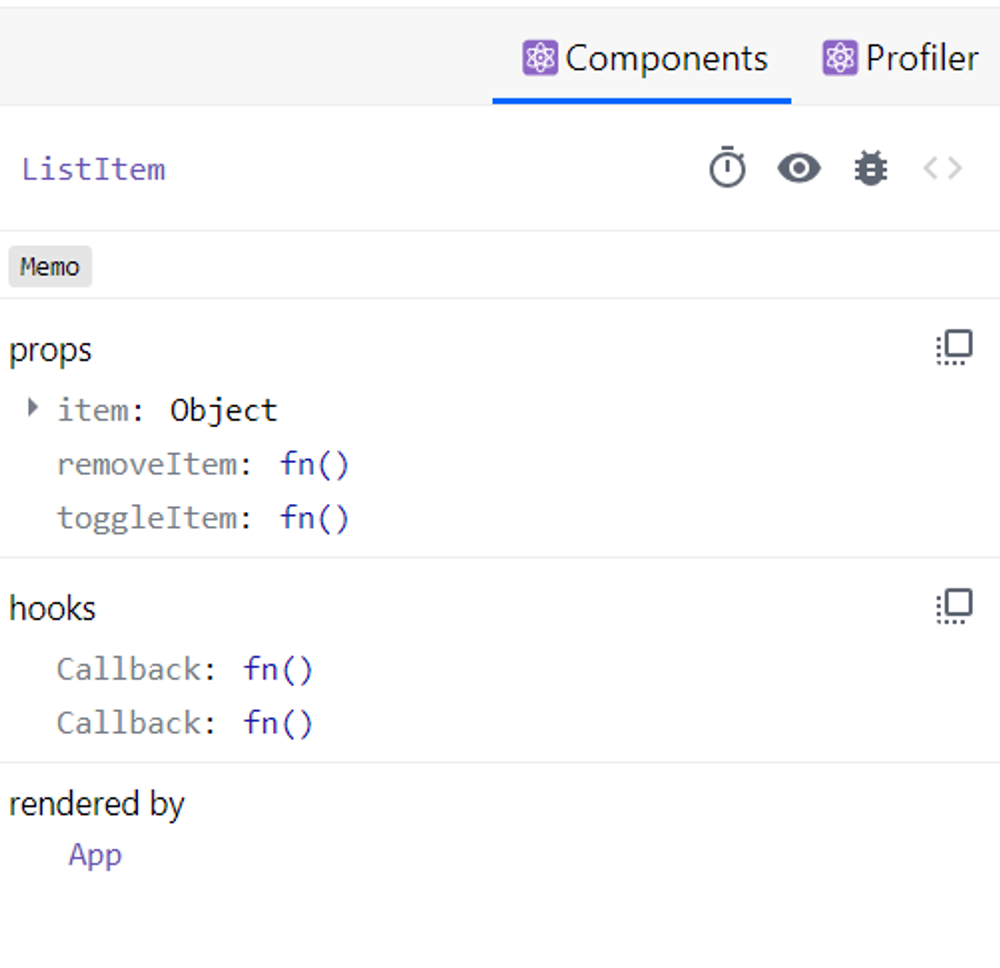 Components Profiler
ListItem
Memo
props
item: Object
removeItem: fn()
toggleItem: fn()
hooks
Callback: fn()
Callback: fn()
rendered by
App